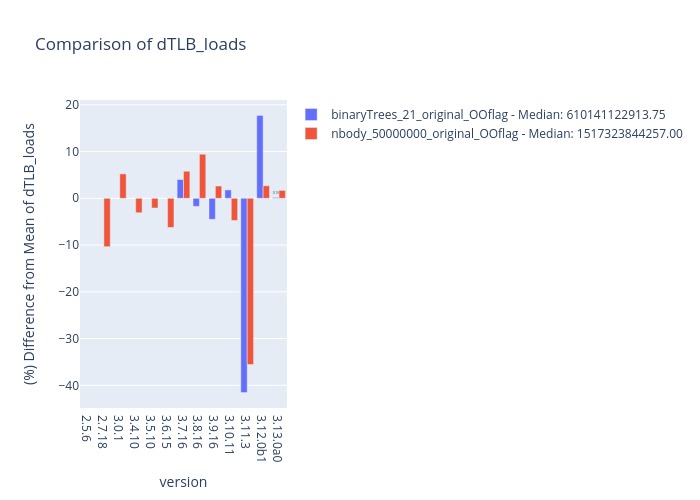 Comparison of dTLB_loads
binaryTrees_21_original_OOflag - Median: 610141122913.75
nbody_50000000_original_OOflag - Median: 1517323844257.00
(%) Difference from Mean of dTLB_loads
20
10
0
−10
−20
−30
−40
2.5.6
2.7.18
3.0.1
3.4.10
3.5.10
3.6.15
3.7.16
3.8.16
3.9.16
3.10.11
3.11.3
3.12.0b1
3.13.0a0
version